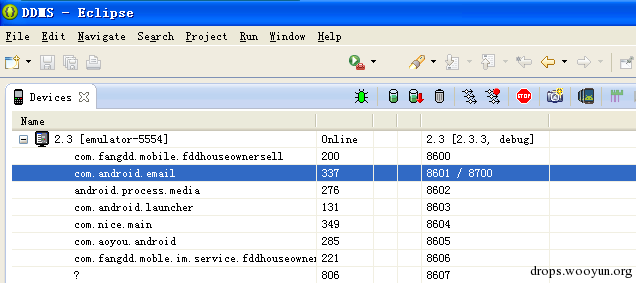 DDMS - Eclipse
File Edit Navigate Search Project Run Window Help
Devices
STOP
Name
2.3 [emulator-5554] Online 2.3 [2.3.3, debug]
com.fangdd.mobile.fddhouseownersell 200 8600
com.android.email 337 8601 / 8700
android.process.media 276 8602
com.android.launcher 131 8603
com.nice.main 349 8604
com.aoyou.android 285 8605
com.fangdd.moble.im.service.fddhouseowner 221 8606
? 806 8607
drops.wooyun.org